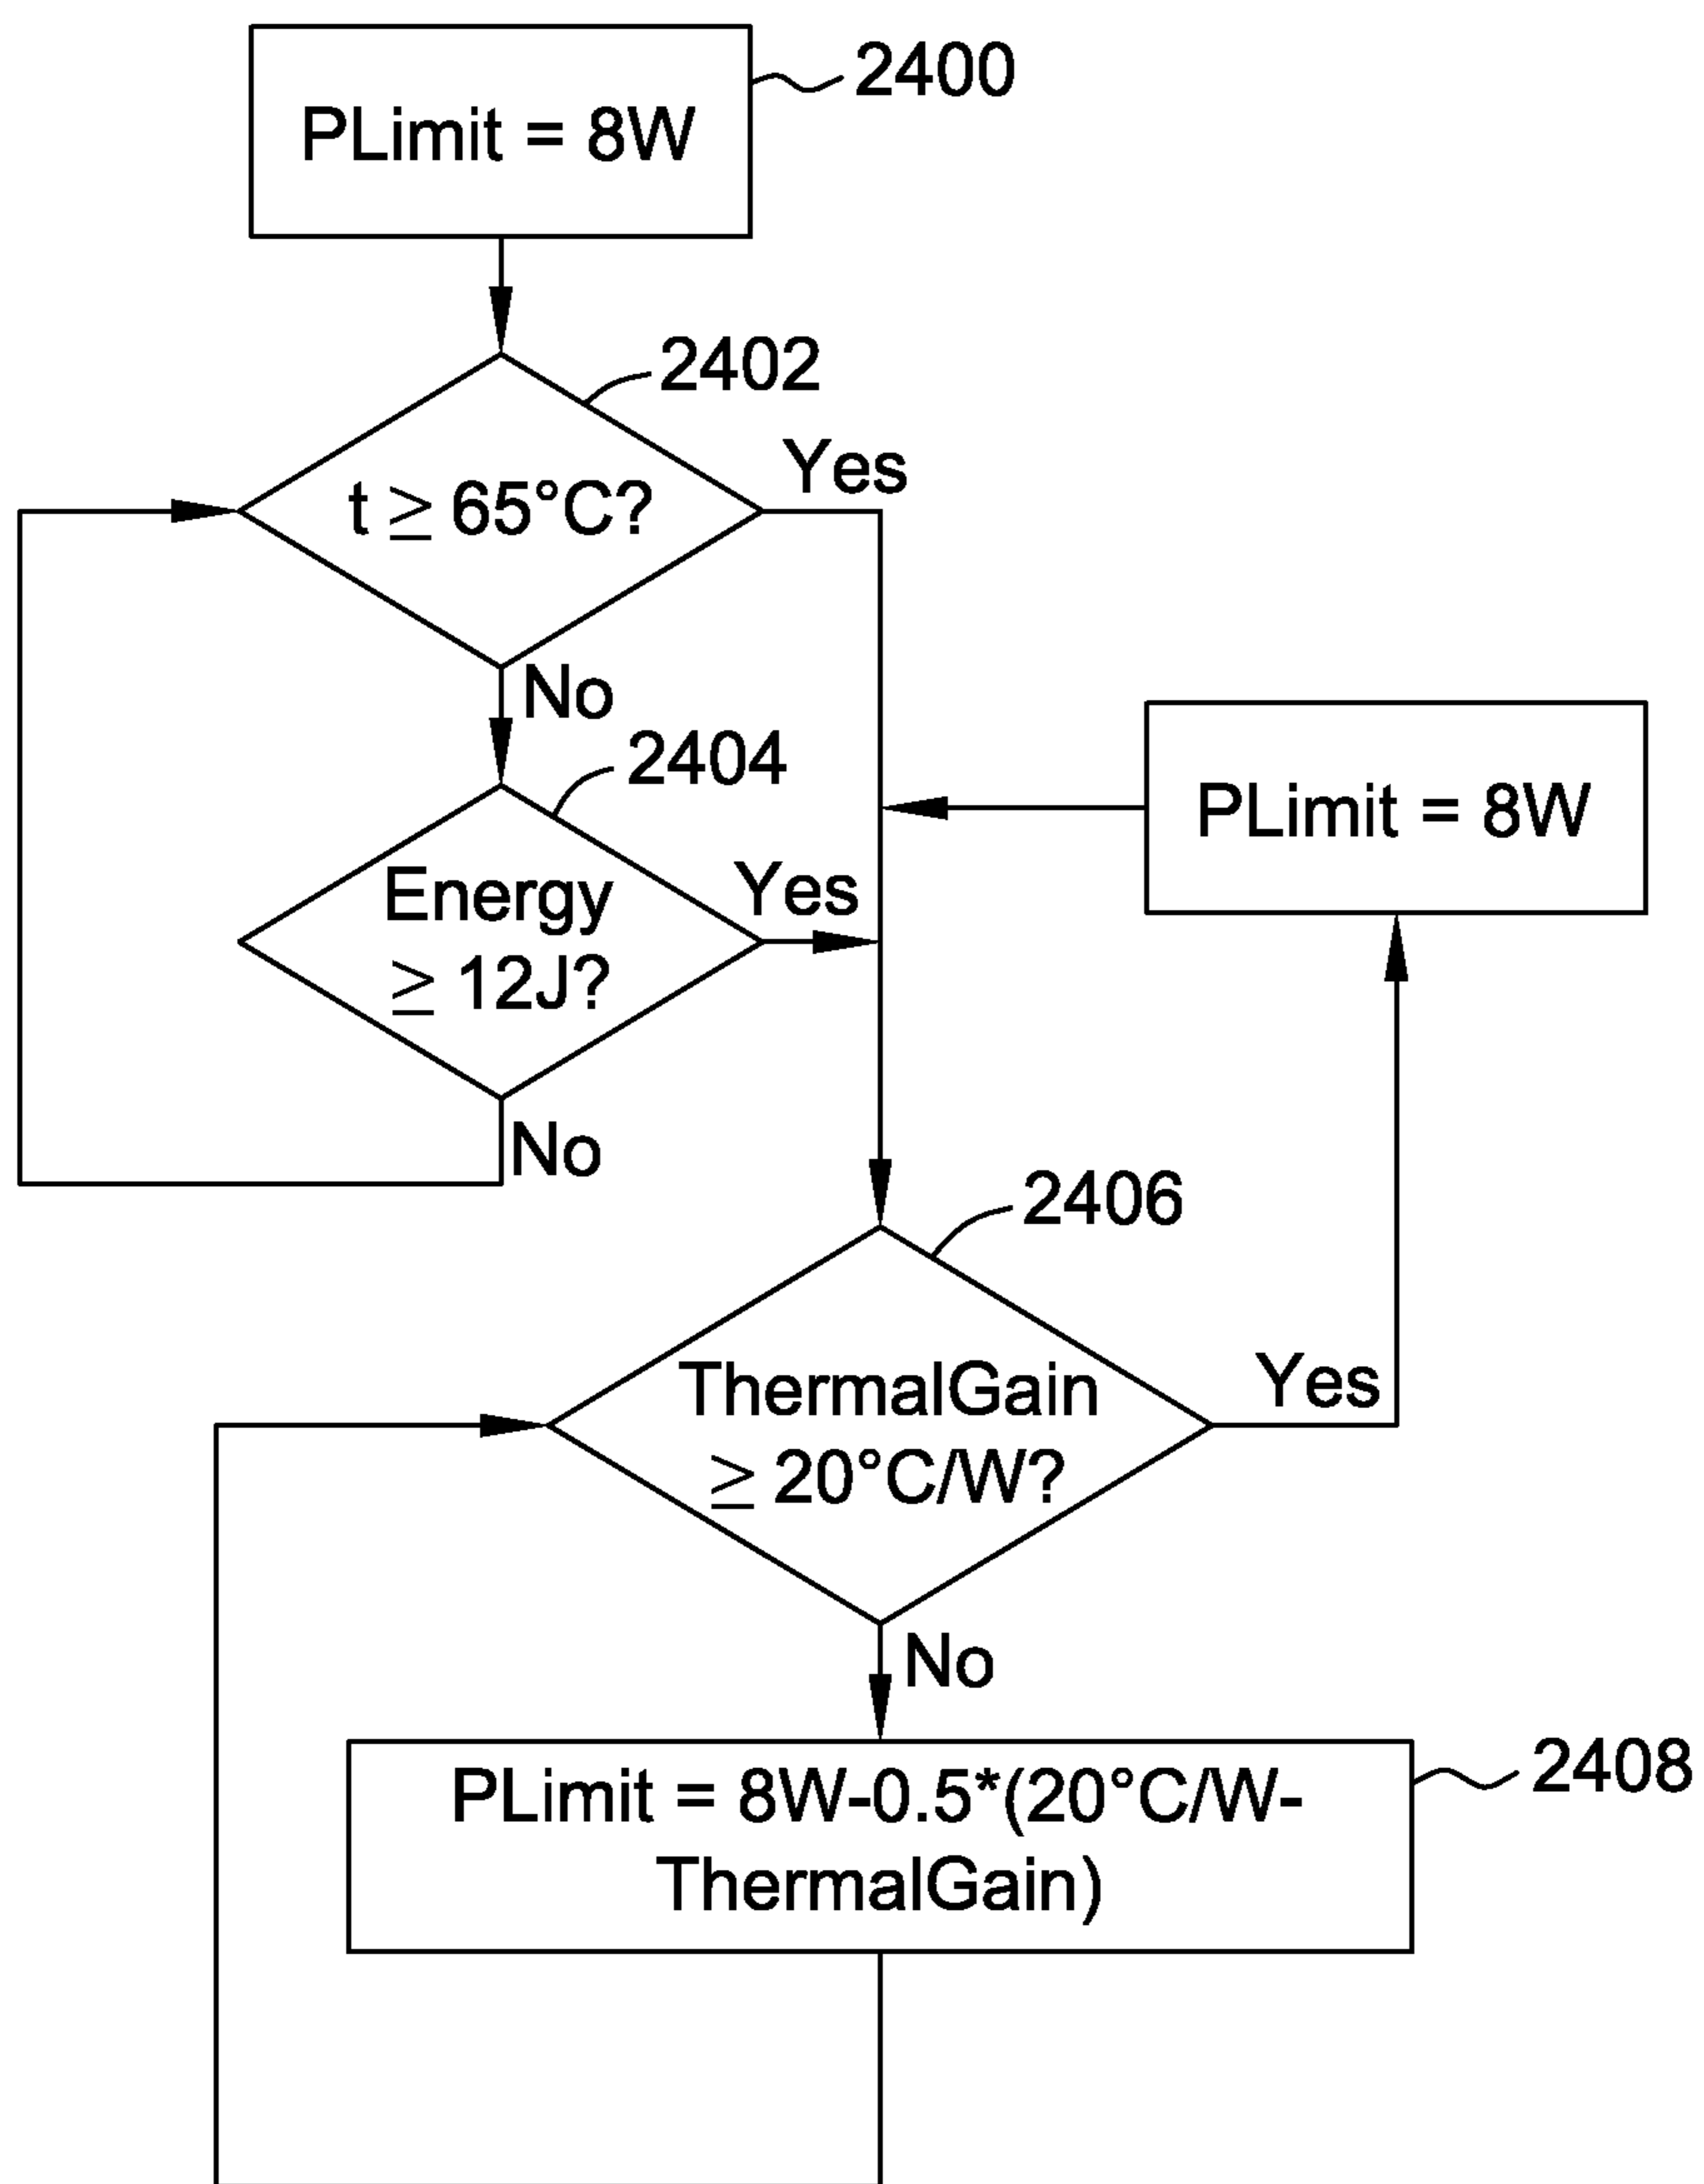 PLimit = 8W
2400
2402
t ≥ 65°C?
Yes
No
2404
Energy
≥ 12J?
Yes
No
PLimit = 8W
2406
ThermalGain
≥ 20°C/W?
Yes
No
2408
PLimit = 8W-0.5*(20°C/W-
ThermalGain)